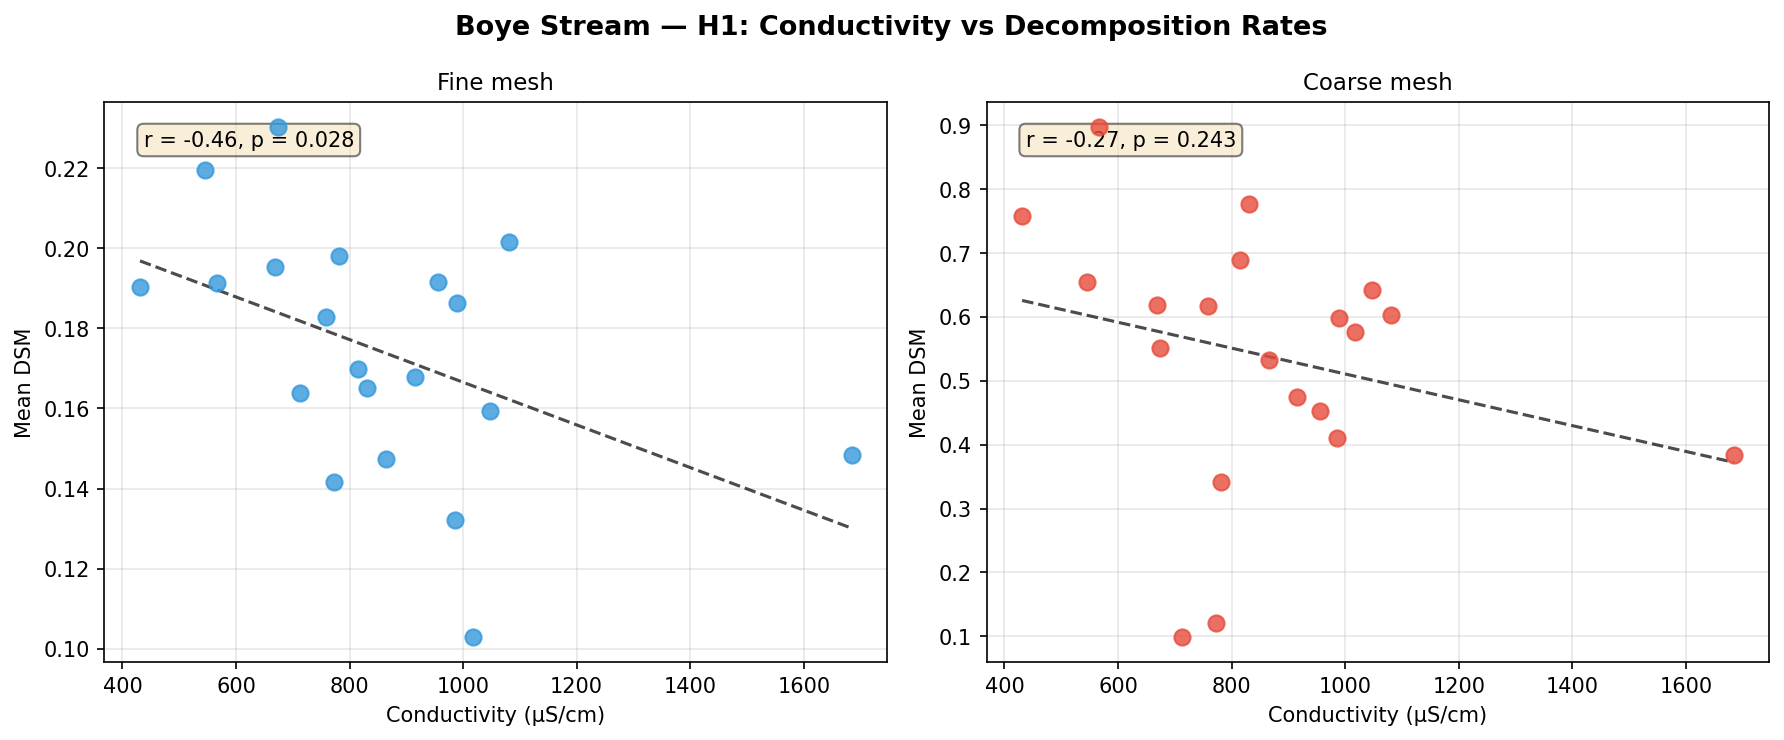 Boye Stream — H1: Conductivity vs Decomposition Rates
Fine mesh
r = -0.46, p = 0.028
Mean DSM
0.22
0.20
0.18
0.16
0.14
0.12
0.10
400 600 800 1000 1200 1400 1600
Conductivity (µS/cm)
Coarse mesh
r = -0.27, p = 0.243
Mean DSM
0.9
0.8
0.7
0.6
0.5
0.4
0.3
0.2
0.1
400 600 800 1000 1200 1400 1600
Conductivity (µS/cm)